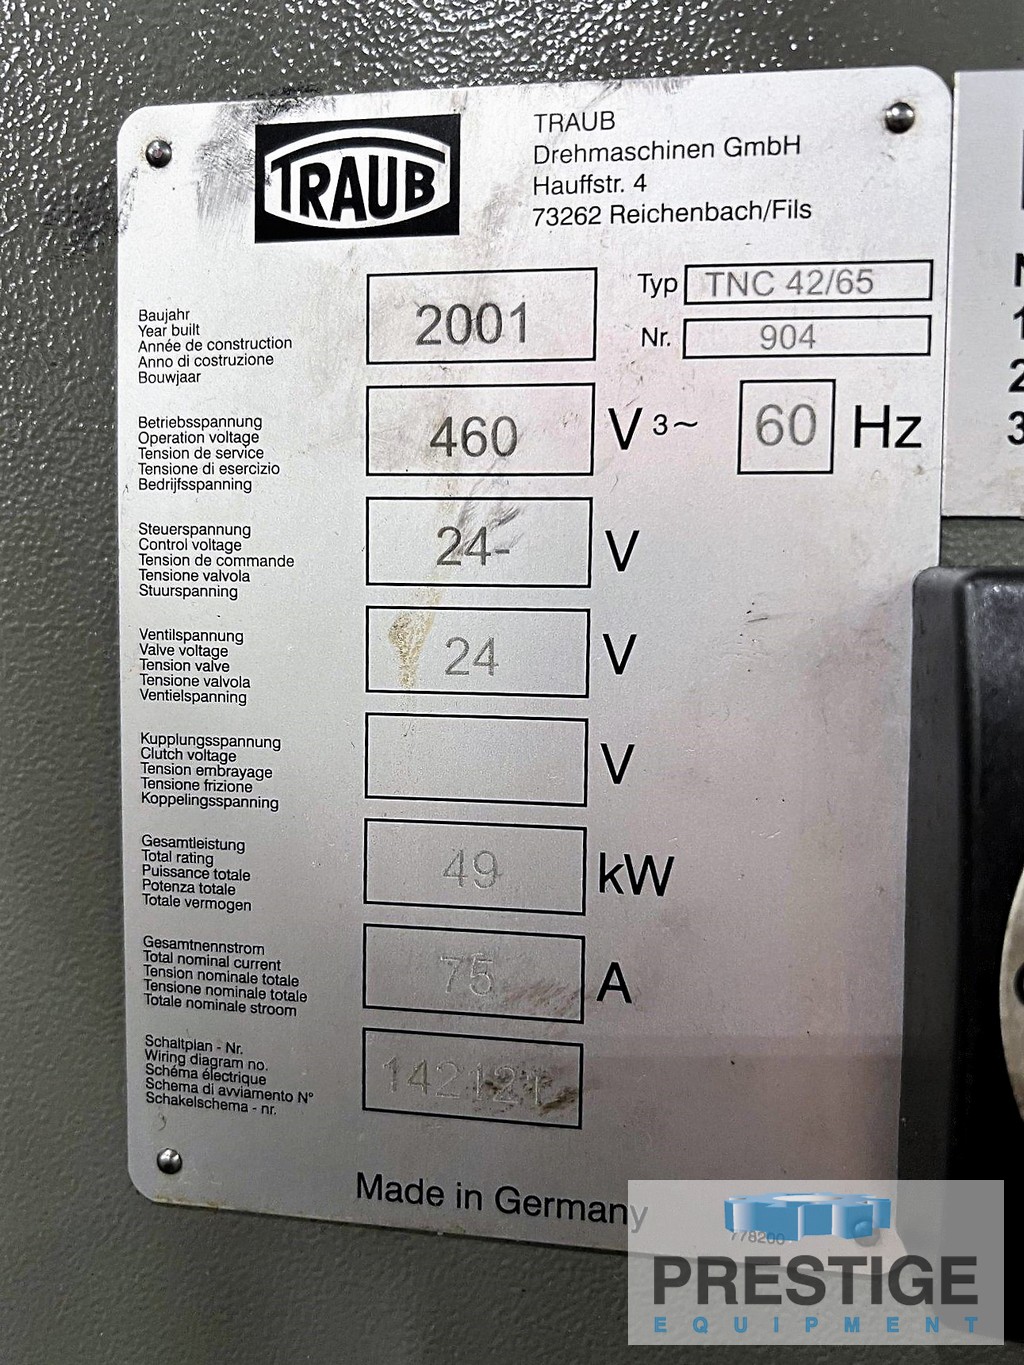 TRAUB
TRAUB
Drehmaschinen GmbH
Hauffstr. 4
73262 Reichenbach/Fils
Typ TNC 42/65
Nr. 904
Baujahr
Year built
Année de construction
Anno di costruzione
Bouwjaar
2001
Betriebsspannung
Operation voltage
Tension de service
Tensione di esercizio
Bedrijfsspanning
460 V 3~ 60 Hz
Steuerspannung
Control voltage
Tension de commande
Tensione valvola
Stuurspanning
24- V
Ventilspannung
Valve voltage
Tension valve
Tensione valvola
Ventielspanning
24 V
Kupplungsspannung
Clutch voltage
Tension embrayage
Tensione frizione
Koppelingsspanning
V
Gesamtleistung
Total rating
Puissance totale
Potenza totale
Totale vermogen
49 kW
Gesamtnennstrom
Total nominal current
Tension nominale totale
Tensione nominale totale
Totale nominale stroom
75 A
Schaltplan - Nr.
Wiring diagram no.
Schéma électrique
Schema di avviamento N°
Schakelschema - nr.
142121
Made in Germany
778200
PRESTIGE
EQUIPMENT
1
2
3